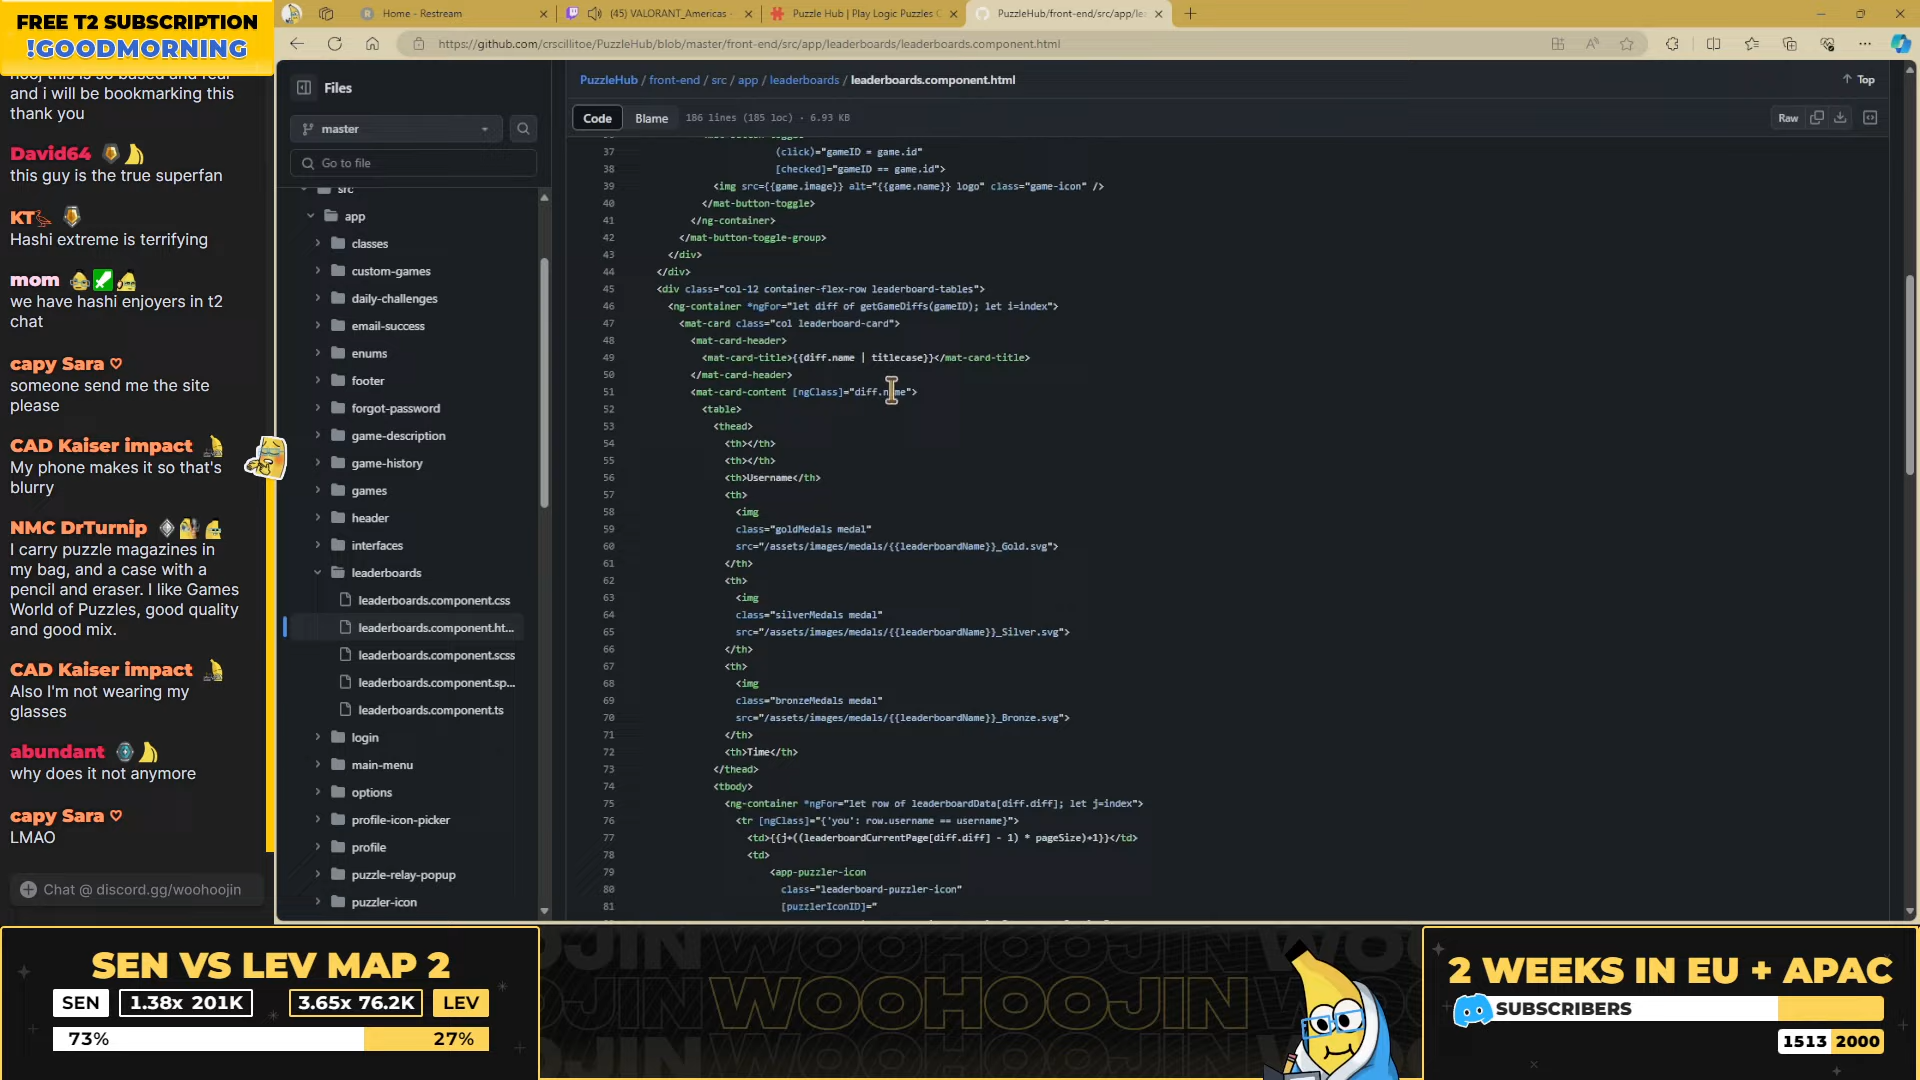 FREE T2 SUBSCRIPTION
!GOODMORNING
and i will be bookmarking this
thank you
David64
this guy is the true superfan
KT
Hashi extreme is terrifying
mom
we have hashi enjoyers in t2
chat
capy Sara ♡
someone send me the site
please
CAD Kaiser impact
My phone makes it so that's
blurry
NMC DrTurnip
I carry puzzle magazines in
my bag, and a case with a
pencil and eraser. I like Games
World of Puzzles, good quality
and good mix.
CAD Kaiser impact
Also I'm not wearing my
glasses
abundant
why does it not anymore
capy Sara ♡
LMAO
Chat @ discord.gg/woohoojin
Home - Restream
(45) VALORANT_Americas -
Puzzle Hub | Play Logic Puzzles
PuzzleHub/front-end/src/app/le
https://github.com/crscillitoe/PuzzleHub/blob/master/front-end/src/app/leaderboards/leaderboards.component.html
Files
master
Go to file
src
app
classes
custom-games
daily-challenges
email-success
enums
footer
forgot-password
game-description
game-history
games
header
interfaces
leaderboards
leaderboards.component.css
leaderboards.component.ht...
leaderboards.component.scss
leaderboards.component.sp...
leaderboards.component.ts
login
main-menu
options
profile-icon-picker
profile
puzzle-relay-popup
puzzler-icon
PuzzleHub / front-end / src / app / leaderboards / leaderboards.component.html
Top
Code Blame 186 lines (185 loc) · 6.93 KB
Raw
37 (click)="gameID = game.id"
38 [checked]="gameID == game.id">
39 <img src={{game.image}} alt="{{game.name}} logo" class="game-icon" />
40 </mat-button-toggle>
41 </ng-container>
42 </mat-button-toggle-group>
43 </div>
44 </div>
45 <div class="col-12 container-flex-row leaderboard-tables">
46 <ng-container *ngFor="let diff of getGameDiffs(gameID); let i=index">
47 <mat-card class="col leaderboard-card">
48 <mat-card-header>
49 <mat-card-title>{{diff.name | titlecase}}</mat-card-title>
50 </mat-card-header>
51 <mat-card-content [ngClass]="diff.name">
52 <table>
53 <thead>
54 <th></th>
55 <th></th>
56 <th>Username</th>
57 <th>
58 <img
59 class="goldMedals medal"
60 src="/assets/images/medals/{{leaderboardName}}_Gold.svg">
61 </th>
62 <th>
63 <img
64 class="silverMedals medal"
65 src="/assets/images/medals/{{leaderboardName}}_Silver.svg">
66 </th>
67 <th>
68 <img
69 class="bronzeMedals medal"
70 src="/assets/images/medals/{{leaderboardName}}_Bronze.svg">
71 </th>
72 <th>Time</th>
73 </thead>
74 <tbody>
75 <ng-container *ngFor="let row of leaderboardData[diff.diff]; let j=index">
76 <tr [ngClass]="{'you': row.username == username}">
77 <td>{{j+((leaderboardCurrentPage[diff.diff] - 1) * pageSize)+1}}</td>
78 <td>
79 <app-puzzler-icon
80 class="leaderboard-puzzler-icon"
81 [puzzlerIconID]="
SEN VS LEV MAP 2
SEN 1.38x 201K 3.65x 76.2K LEV
73% 27%
WOOHOOJIN
2 WEEKS IN EU + APAC
SUBSCRIBERS
1513 2000